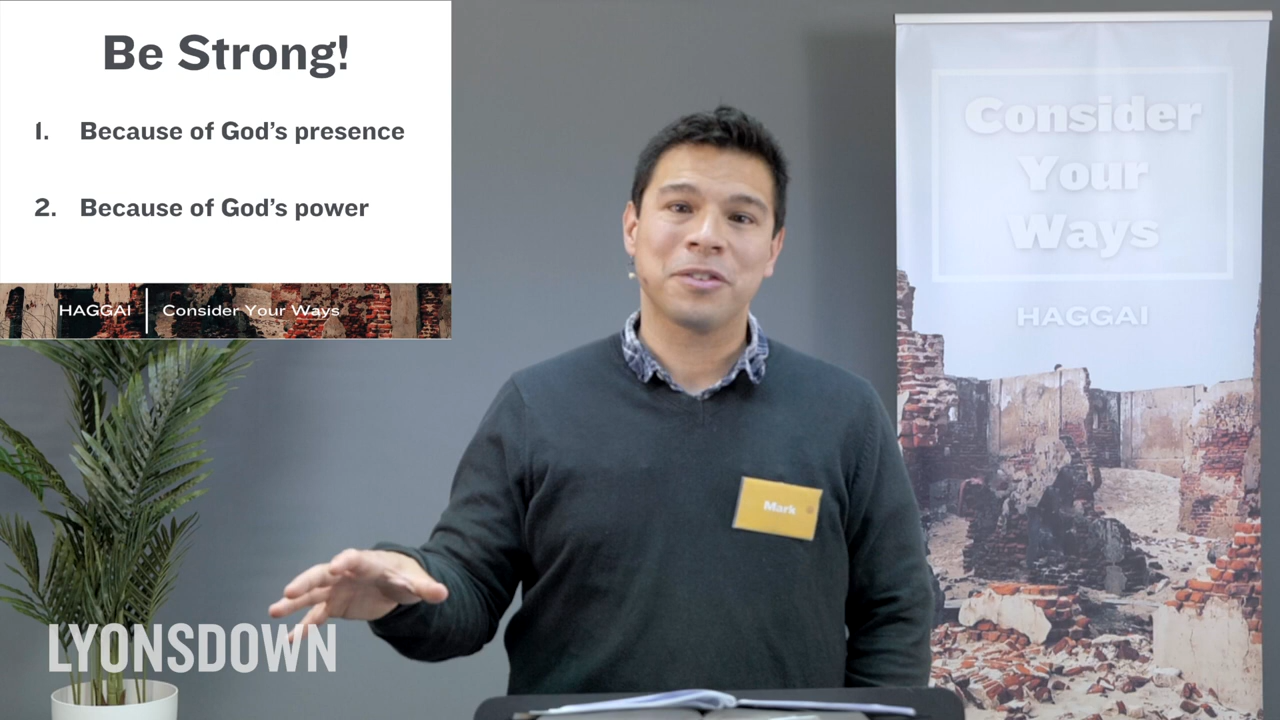 Be Strong!
1. Because of God's presence
2. Because of God's power
HAGGAI | Consider Your Ways
Consider
Your
Ways
HAGGAI
Mark
LYONSDOWN